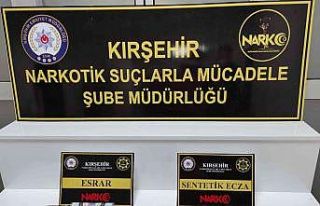 KIRŞEHİR
NARKO
NARKOTİK SUÇLARLA MÜCADELE
ŞUBE MÜDÜRLÜĞÜ
KIRŞEHİR
ESRAR
NARKO
KIRŞEHİR
SENTETİK ECZA
NARKO